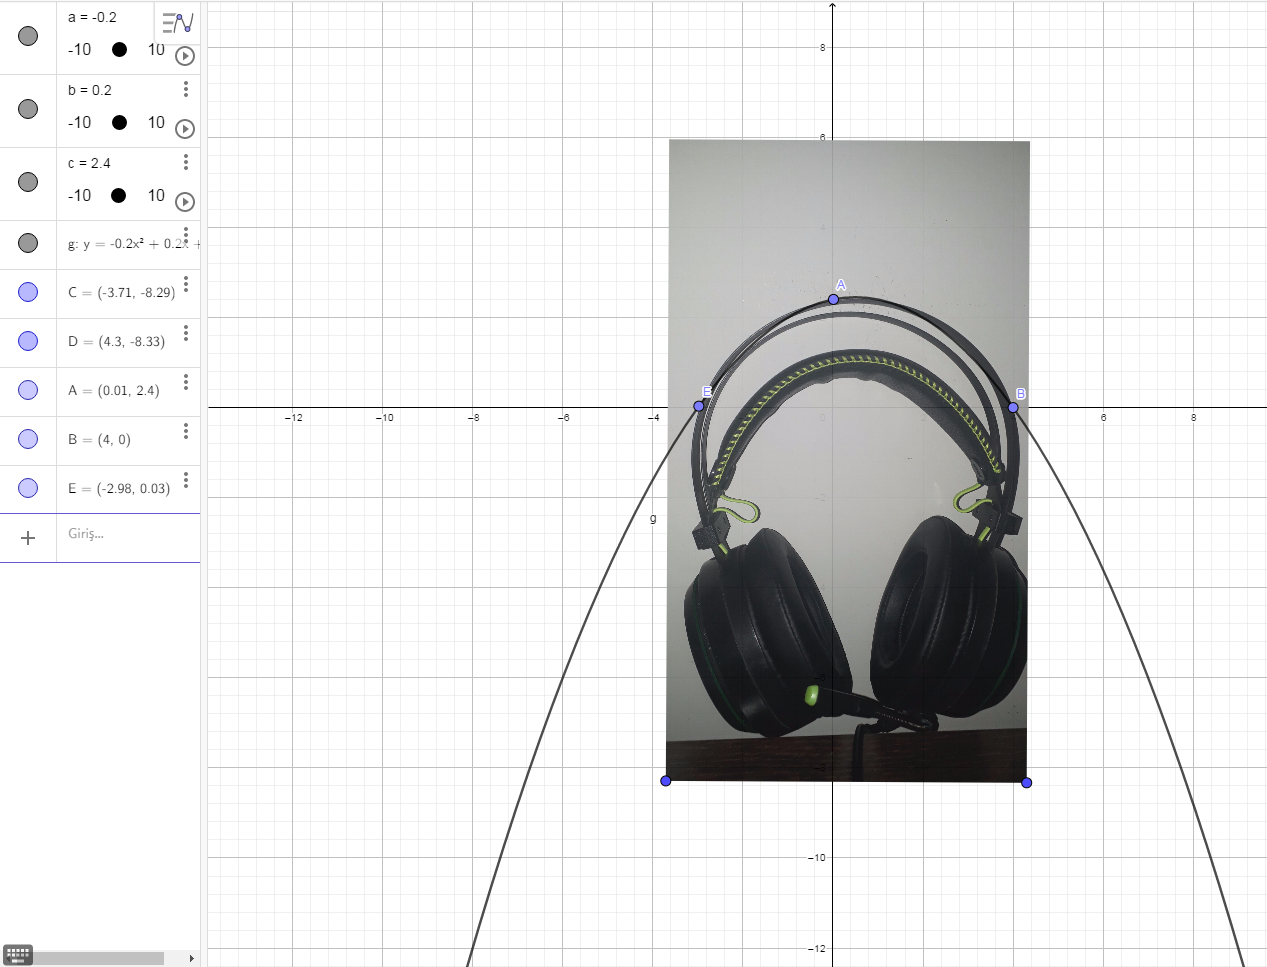 a = -0.2
-10 10
b = 0.2
-10 10
c = 2.4
-10 10
g: y = -0.2x² + 0.2x +
C = (-3.71, -8.29)
D = (4.3, -8.33)
A = (0.01, 2.4)
B = (4, 0)
E = (-2.98, 0.03)
Giriş...
8
6
A
E
B
−12 −10 −8 −6 −4 6 8
g
−10
−12